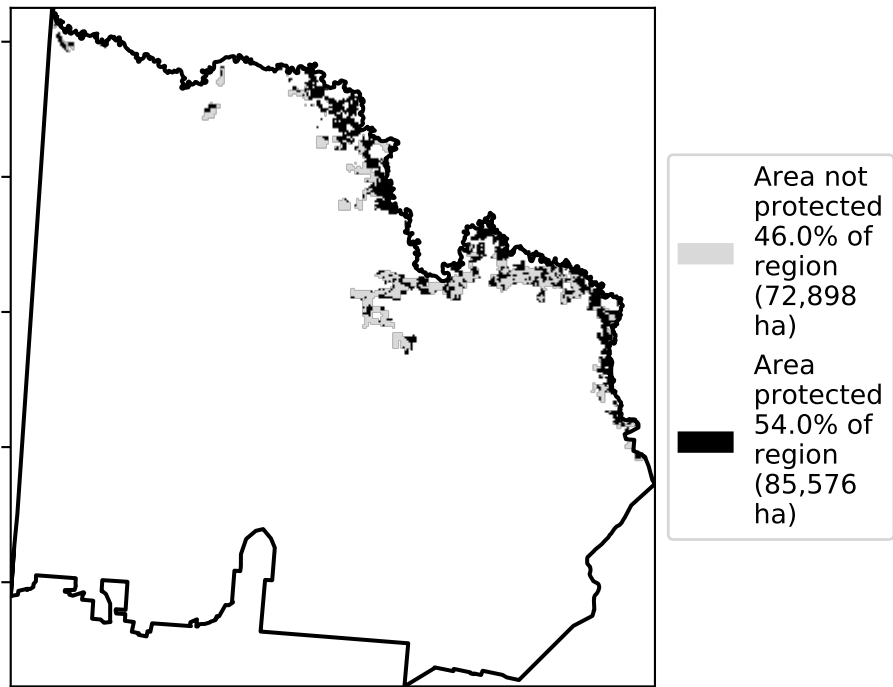 Area not
protected
46.0% of
region
(72,898
ha)
Area
protected
54.0% of
region
(85,576
ha)